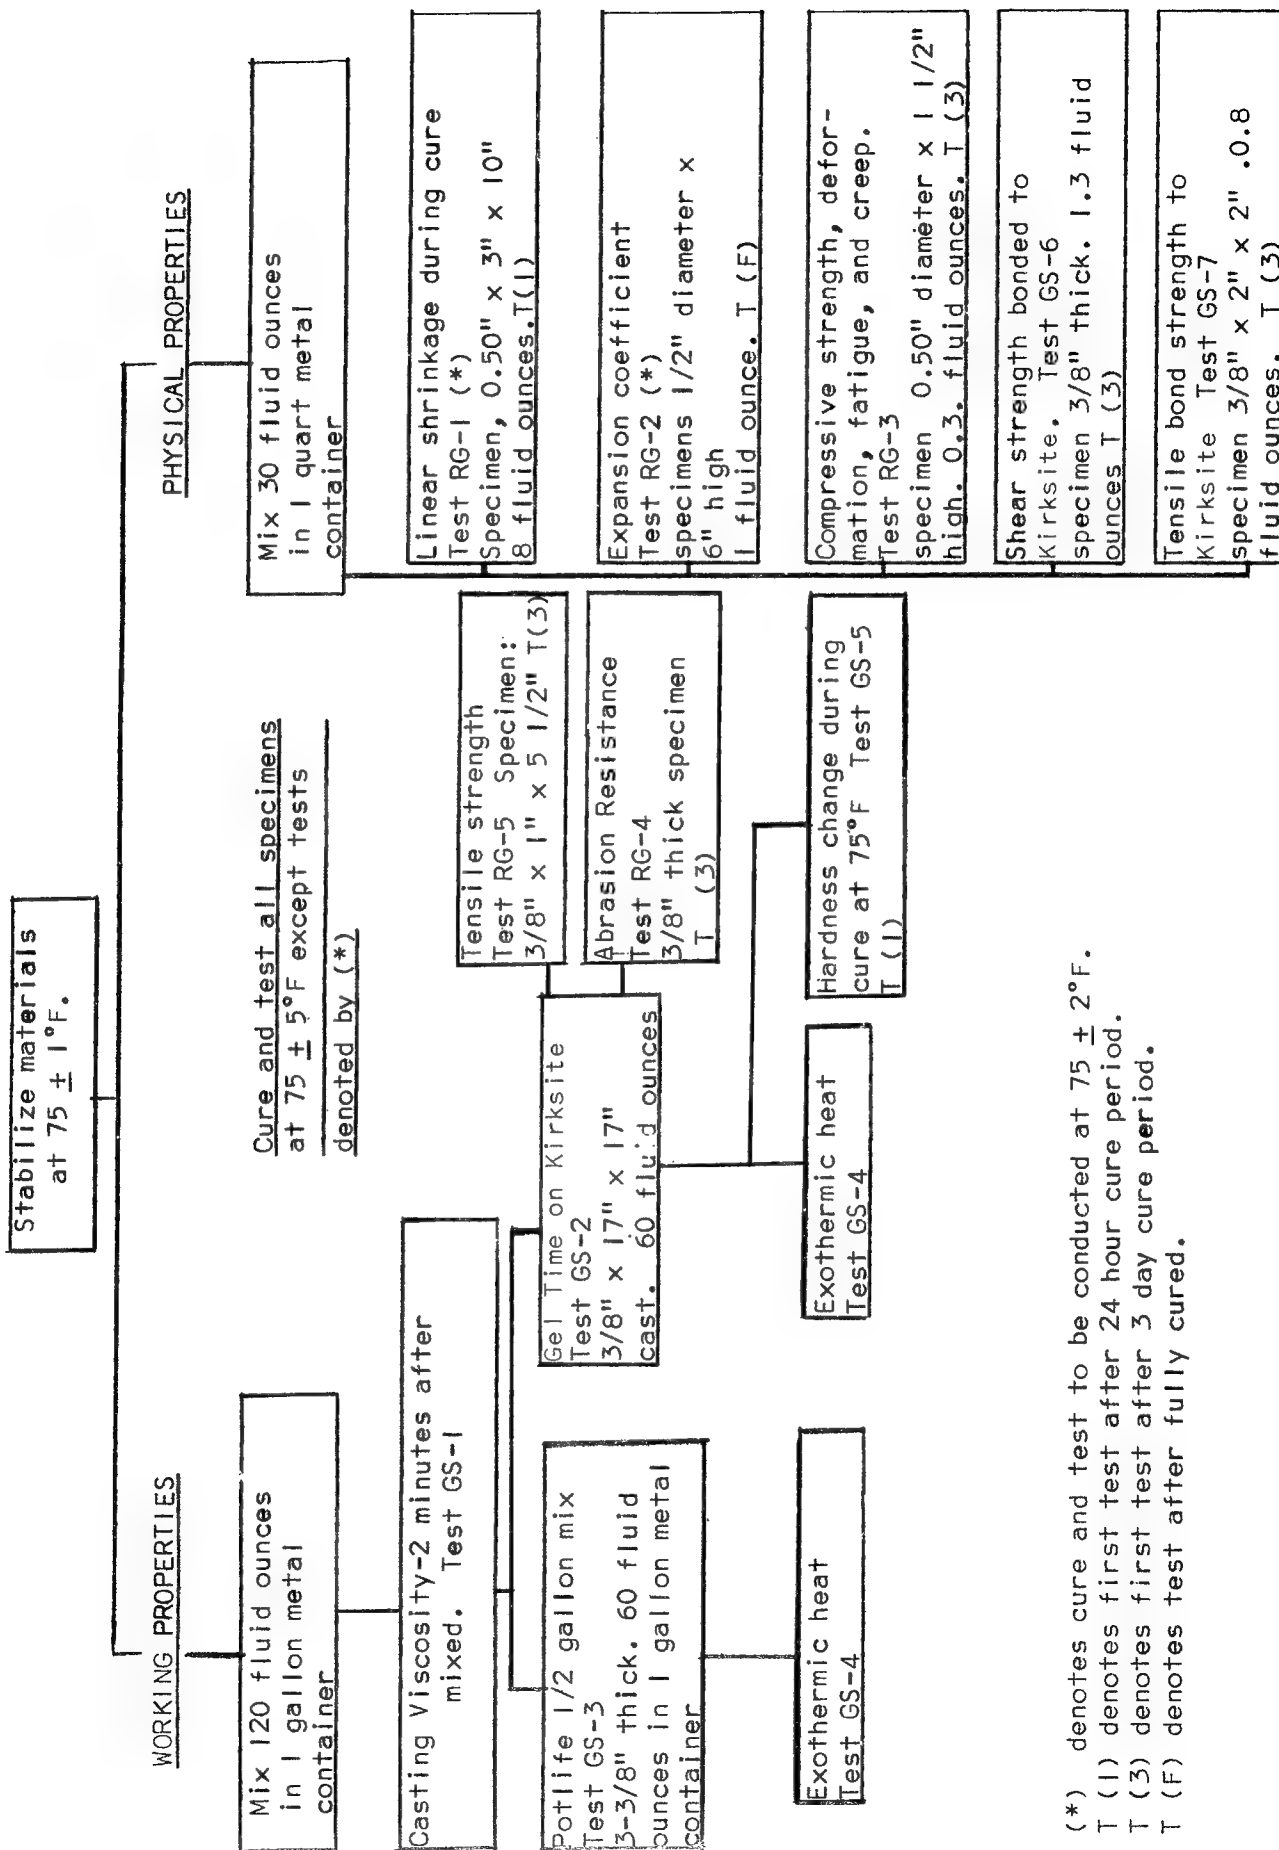 Stabilize materials
at 75 ± 1°F.
WORKING PROPERTIES
PHYSICAL PROPERTIES
Mix 120 fluid ounces
in 1 gallon metal
container
Cure and test all specimens
at 75 ± 5°F except tests
denoted by (*)
Mix 30 fluid ounces
in 1 quart metal
container
Casting Viscosity-2 minutes after
mixed. Test GS-1
Potlife 1/2 gallon mix
Test GS-3
3-3/8" thick. 60 fluid
ounces in 1 gallon metal
container
Exothermic heat
Test GS-4
Gel Time on Kirksite
Test GS-2
3/8" x 17" x 17"
cast. 60 fluid ounces
Exothermic heat
Test GS-4
Tensile strength
Test RG-5 Specimen:
3/8" x 1" x 5 1/2" T(3)
Abrasion Resistance
Test RG-4
3/8" thick specimen
T (3)
Hardness change during
cure at 75°F Test GS-5
T (1)
Linear shrinkage during cure
Test RG-1 (*)
Specimen, 0.50" x 3" x 10"
8 fluid ounces.T(1)
Expansion coefficient
Test RG-2 (*)
specimens 1/2" diameter x
6" high
1 fluid ounce. T (F)
Compressive strength, defor-
mation, fatigue, and creep.
Test RG-3
specimen 0.50" diameter x 1 1/2"
high. 0.3. fluid ounces. T (3)
Shear strength bonded to
Kirksite. Test GS-6
specimen 3/8" thick. 1.3 fluid
ounces T (3)
Tensile bond strength to
Kirksite Test GS-7
specimen 3/8" x 2" x 2" .0.8
fluid ounces. T (3)
(*) denotes cure and test to be conducted at 75 ± 2°F.
T (1) denotes first test after 24 hour cure period.
T (3) denotes first test after 3 day cure period.
T (F) denotes test after fully cured.